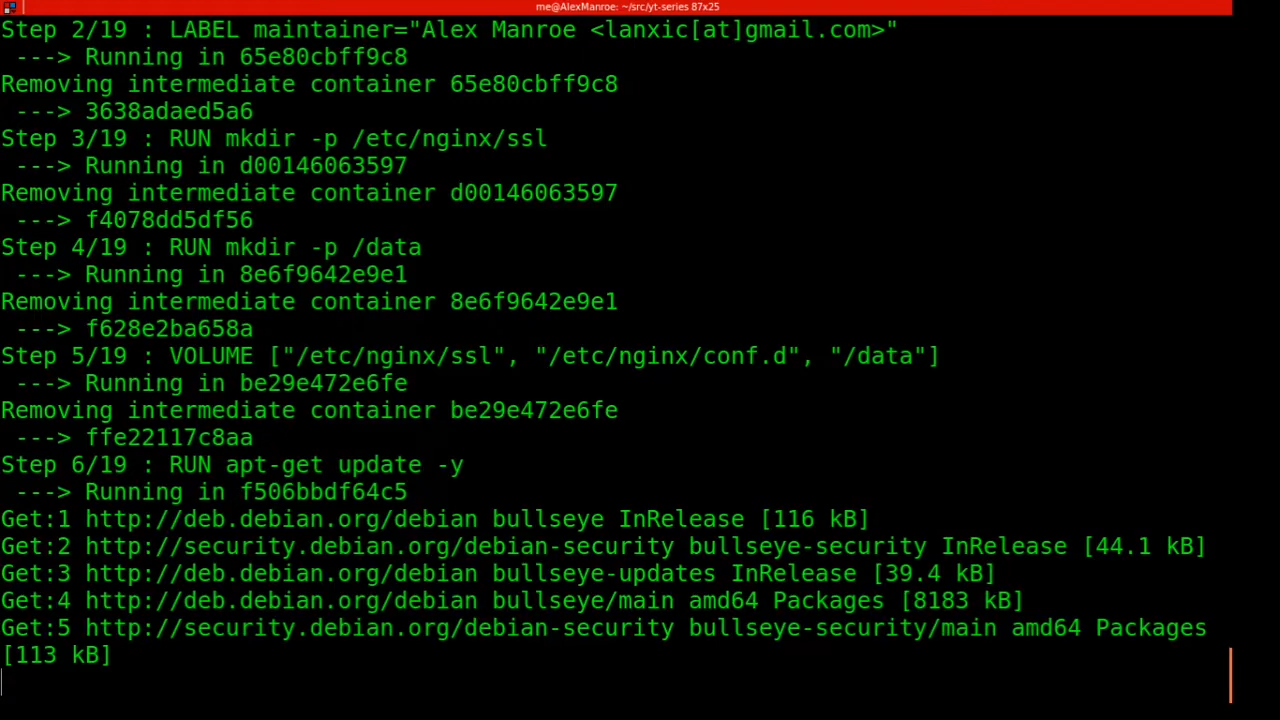 me@AlexManroe: ~/src/yt-series 87x25
Step 2/19 : LABEL maintainer="Alex Manroe <lanxic[at]gmail.com>"
 ---> Running in 65e80cbff9c8
Removing intermediate container 65e80cbff9c8
 ---> 3638adaed5a6
Step 3/19 : RUN mkdir -p /etc/nginx/ssl
 ---> Running in d00146063597
Removing intermediate container d00146063597
 ---> f4078dd5df56
Step 4/19 : RUN mkdir -p /data
 ---> Running in 8e6f9642e9e1
Removing intermediate container 8e6f9642e9e1
 ---> f628e2ba658a
Step 5/19 : VOLUME ["/etc/nginx/ssl", "/etc/nginx/conf.d", "/data"]
 ---> Running in be29e472e6fe
Removing intermediate container be29e472e6fe
 ---> ffe22117c8aa
Step 6/19 : RUN apt-get update -y
 ---> Running in f506bbdf64c5
Get:1 http://deb.debian.org/debian bullseye InRelease [116 kB]
Get:2 http://security.debian.org/debian-security bullseye-security InRelease [44.1 kB]
Get:3 http://deb.debian.org/debian bullseye-updates InRelease [39.4 kB]
Get:4 http://deb.debian.org/debian bullseye/main amd64 Packages [8183 kB]
Get:5 http://security.debian.org/debian-security bullseye-security/main amd64 Packages
[113 kB]